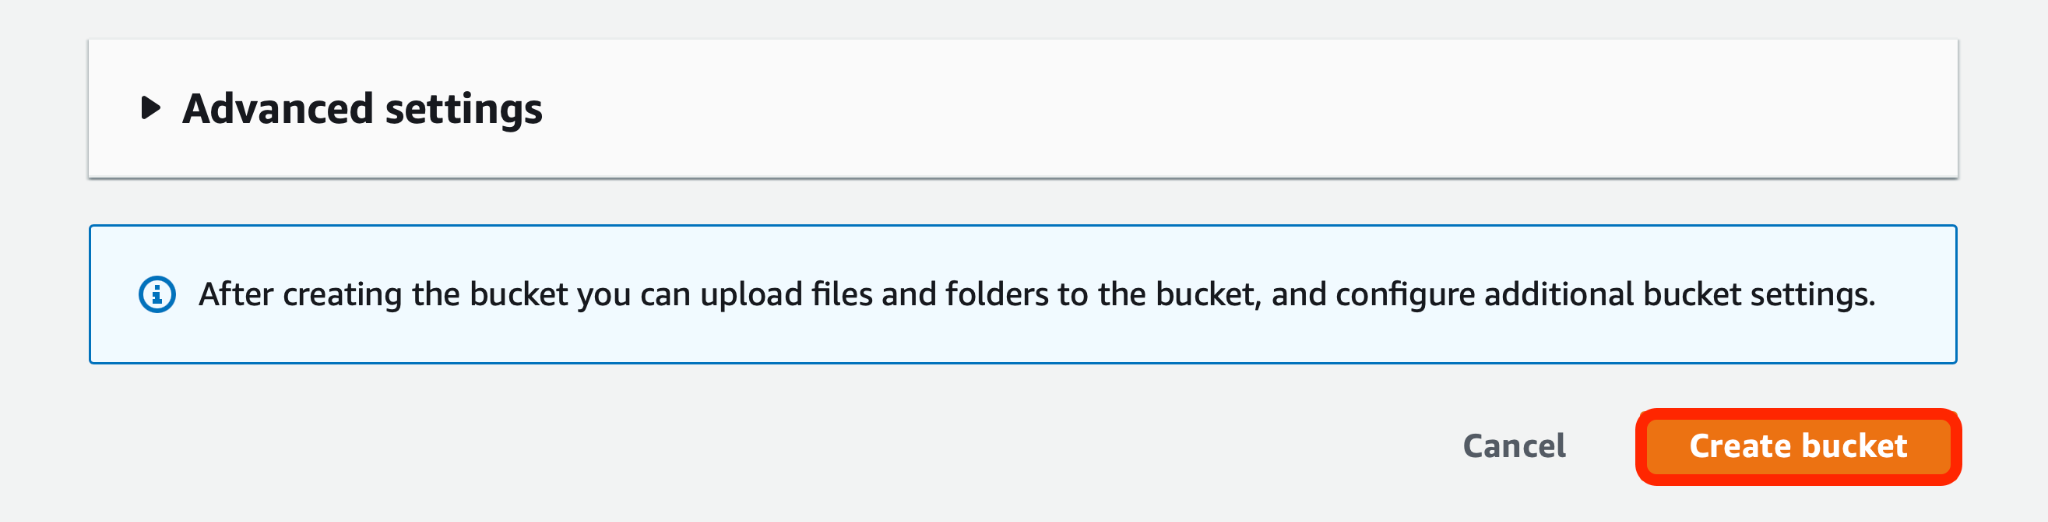 Advanced settings
After creating the bucket you can upload files and folders to the bucket, and configure additional bucket settings.
Cancel
Create bucket